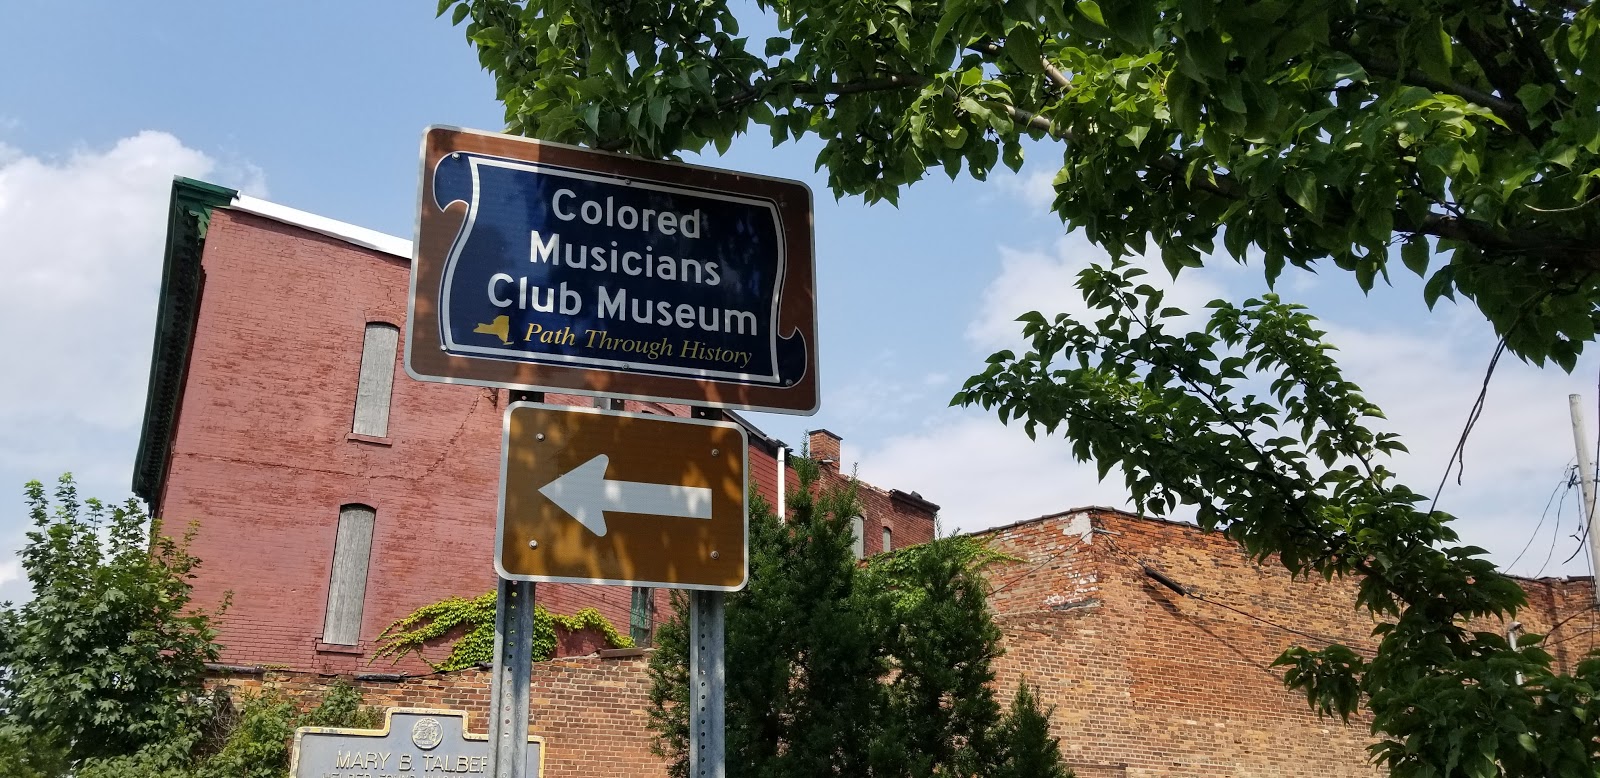 Colored
Musicians
Club Museum
Path Through History
MARY B. TALBER